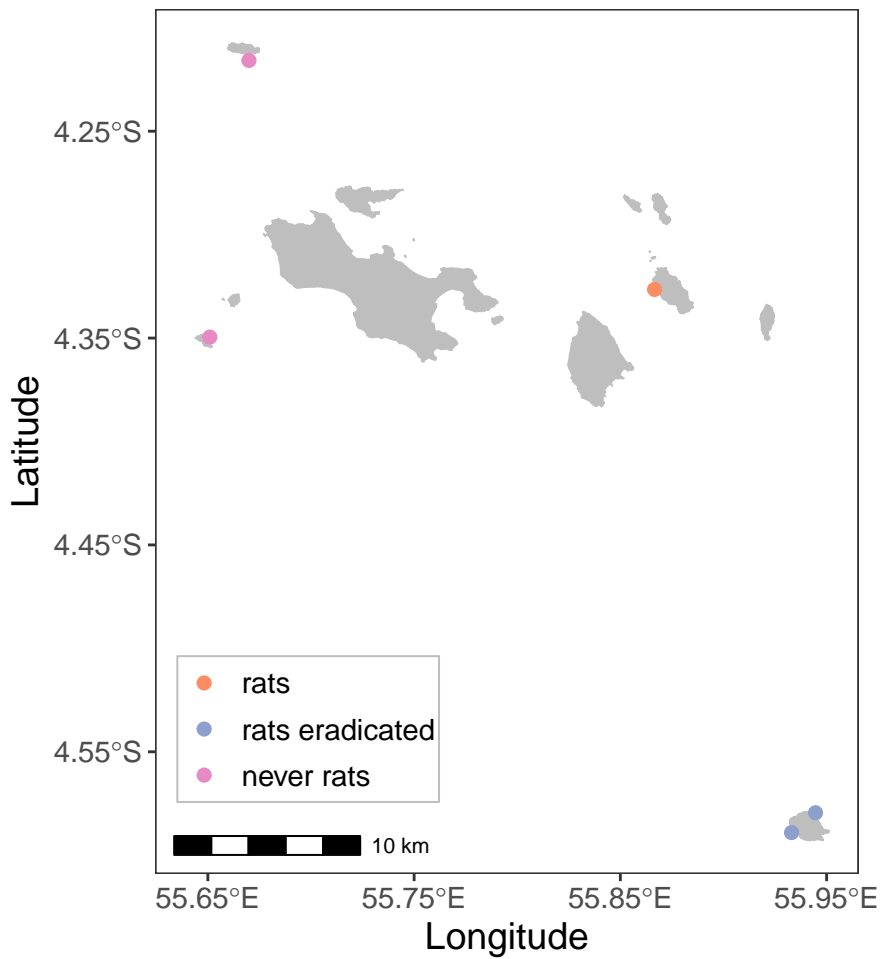 4.25°S
4.35°S
4.45°S
4.55°S
Latitude
rats
rats eradicated
never rats
10 km
55.65°E 55.75°E 55.85°E 55.95°E
Longitude